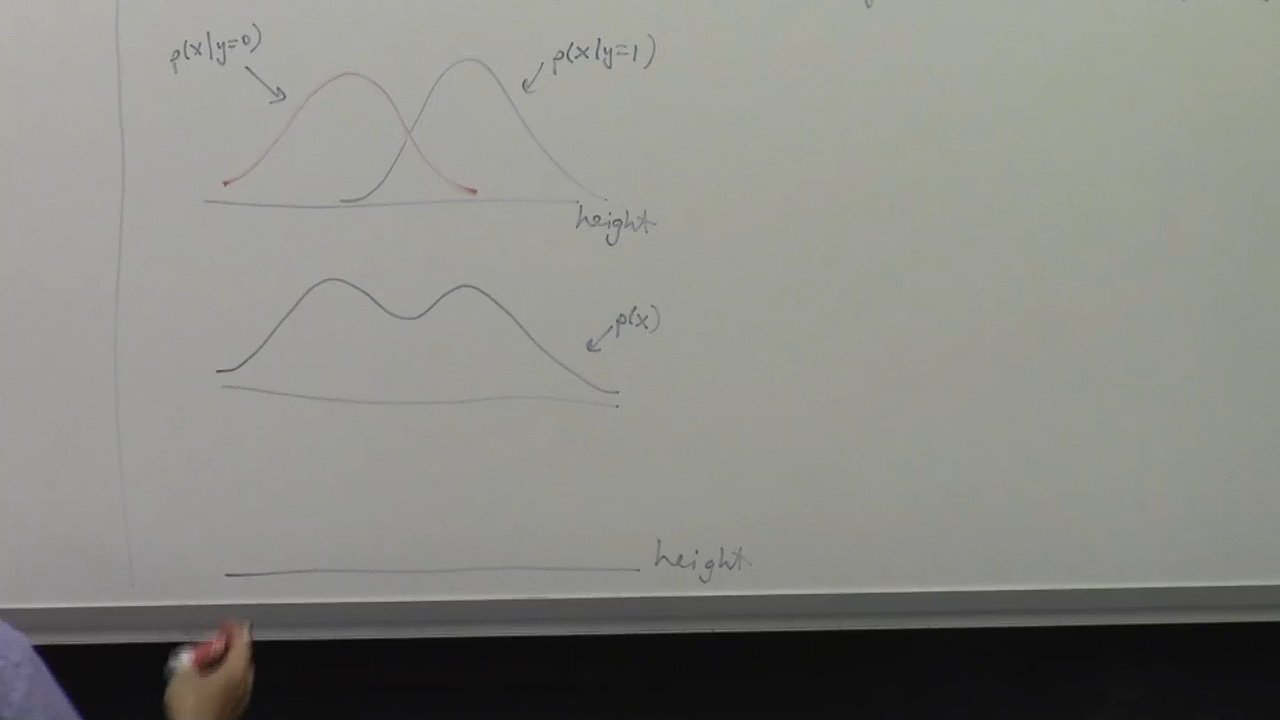 p(x|y=0)
p(x|y=1)
height
p(x)
height